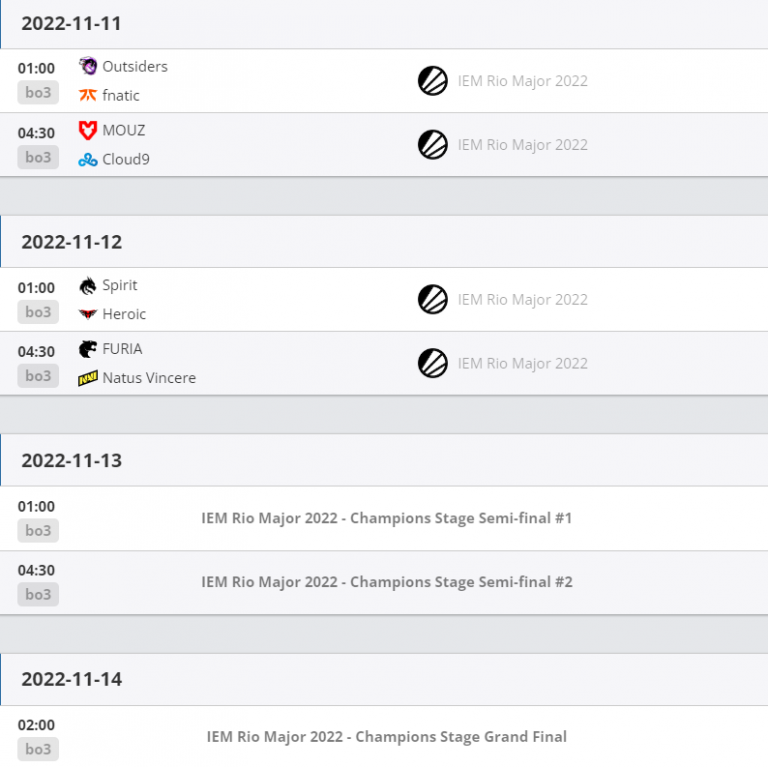 2022-11-11
01:00
bo3
Outsiders
fnatic
IEM Rio Major 2022
04:30
bo3
MOUZ
Cloud9
IEM Rio Major 2022
2022-11-12
01:00
bo3
Spirit
Heroic
IEM Rio Major 2022
04:30
bo3
FURIA
Natus Vincere
IEM Rio Major 2022
2022-11-13
01:00
bo3
IEM Rio Major 2022 - Champions Stage Semi-final #1
04:30
bo3
IEM Rio Major 2022 - Champions Stage Semi-final #2
2022-11-14
02:00
bo3
IEM Rio Major 2022 - Champions Stage Grand Final